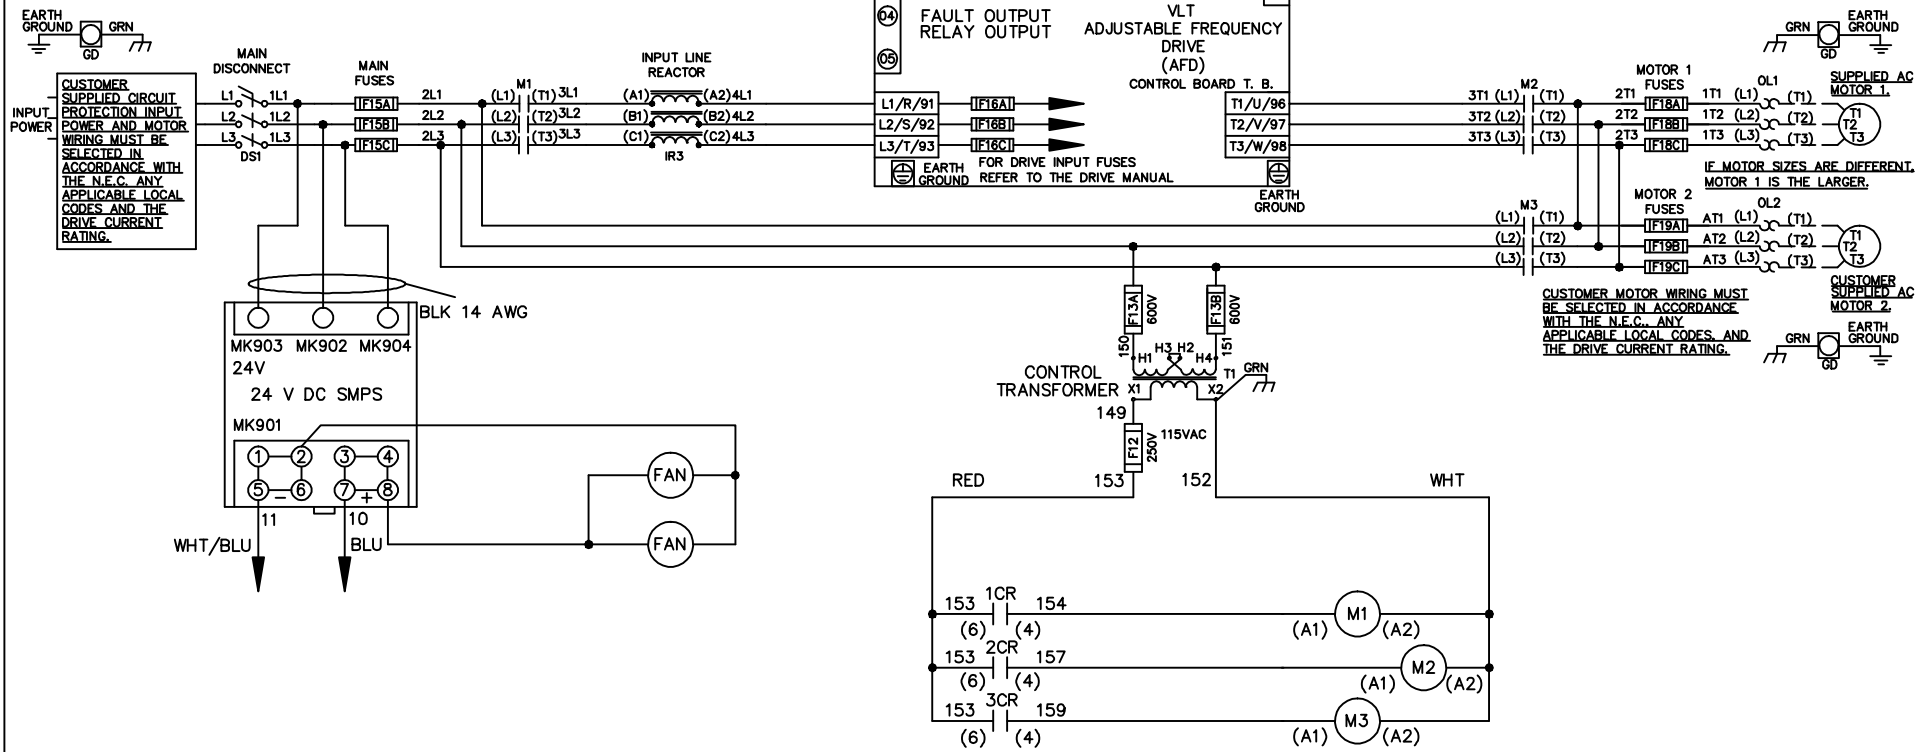 EARTH
GROUND
GRN
GD
04
FAULT OUTPUT
RELAY OUTPUT
05
VLT
ADJUSTABLE FREQUENCY
DRIVE
(AFD)
CONTROL BOARD T. B.
GRN
EARTH
GROUND
GD
CUSTOMER
SUPPLIED CIRCUIT
PROTECTION INPUT
POWER AND MOTOR
WIRING MUST BE
SELECTED IN
ACCORDANCE WITH
THE N.E.C. ANY
APPLICABLE LOCAL
CODES AND THE
DRIVE CURRENT
RATING.
INPUT
POWER
MAIN
DISCONNECT
L1 1L1
L2 1L2
L3 1L3
DS1
MAIN
FUSES
F15A 2L1
F15B 2L2
F15C 2L3
M1
(L1) (T1) 3L1
(L2) (T2) 3L2
(L3) (T3) 3L3
INPUT LINE
REACTOR
(A1) (A2) 4L1
(B1) (B2) 4L2
(C1) (C2) 4L3
IR3
L1/R/91 F16A
L2/S/92 F16B
L3/T/93 F16C
EARTH
GROUND
FOR DRIVE INPUT FUSES
REFER TO THE DRIVE MANUAL
T1/U/96
T2/V/97
T3/W/98
EARTH
GROUND
M2
3T1 (L1) (T1)
3T2 (L2) (T2)
3T3 (L3) (T3)
MOTOR 1
FUSES
2T1 F18A 1T1
2T2 F18B 1T2
2T3 F18C 1T3
OL1
(L1) (T1)
(L2) (T2)
(L3) (T3)
SUPPLIED AC
MOTOR 1.
T1
T2
T3
IF MOTOR SIZES ARE DIFFERENT,
MOTOR 1 IS THE LARGER.
M3
(L1) (T1)
(L2) (T2)
(L3) (T3)
MOTOR 2
FUSES
F19A AT1
F19B AT2
F19C AT3
OL2
(L1) (T1)
(L2) (T2)
(L3) (T3)
T1
T2
T3
CUSTOMER
SUPPLIED AC
MOTOR 2.
CUSTOMER MOTOR WIRING MUST
BE SELECTED IN ACCORDANCE
WITH THE N.E.C., ANY
APPLICABLE LOCAL CODES, AND
THE DRIVE CURRENT RATING.
GRN
EARTH
GROUND
GD
BLK 14 AWG
MK903 MK902 MK904
24V
24 V DC SMPS
MK901
1 2 3 4
5 - 6 7 + 8
11
10
WHT/BLU
BLU
FAN
FAN
F13A
600V
F13B
600V
150
151
H1 H3 H2 H4
CONTROL
TRANSFORMER
T1
X1 X2
GRN
149
F12
250V
115VAC
153
152
RED
WHT
153 1CR 154
(6) (4)
M1
(A1) (A2)
153 2CR 157
(6) (4)
M2
(A1) (A2)
153 3CR 159
(6) (4)
M3
(A1) (A2)